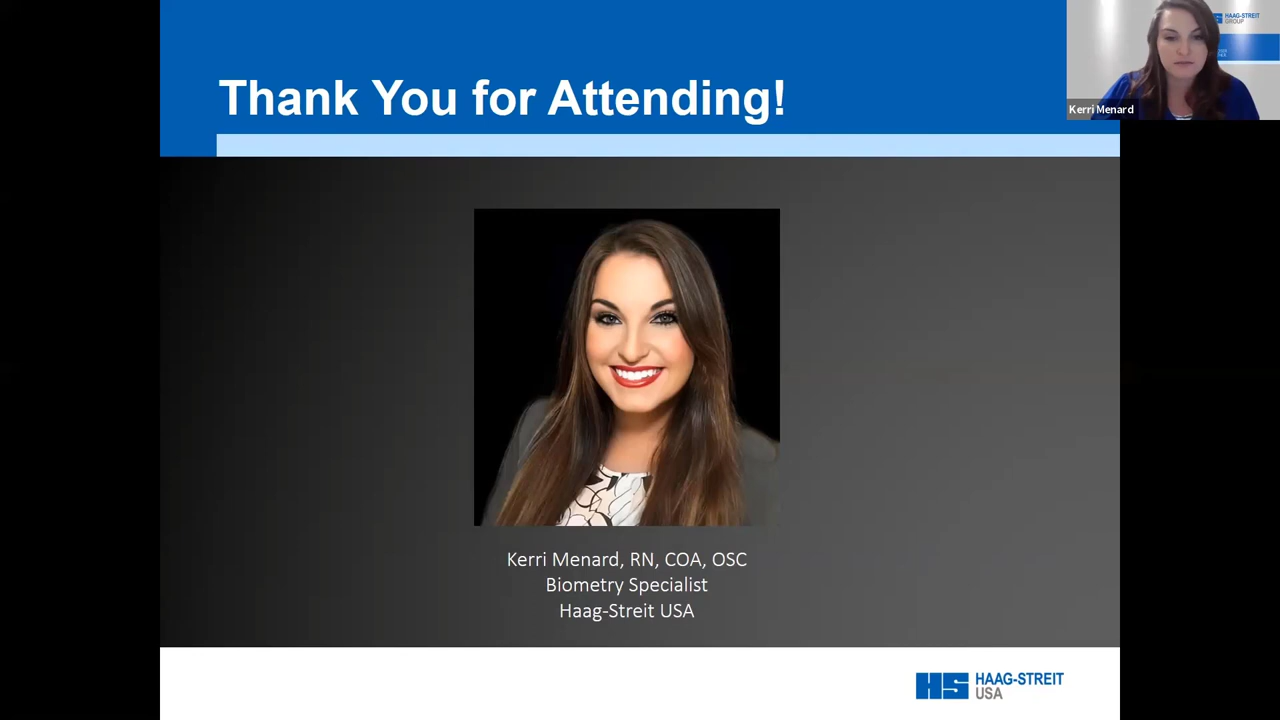 Thank You for Attending!
HAAG-STREIT
GROUP
Kerri Menard
Kerri Menard, RN, COA, OSC
Biometry Specialist
Haag-Streit USA
HS HAAG-STREIT
USA